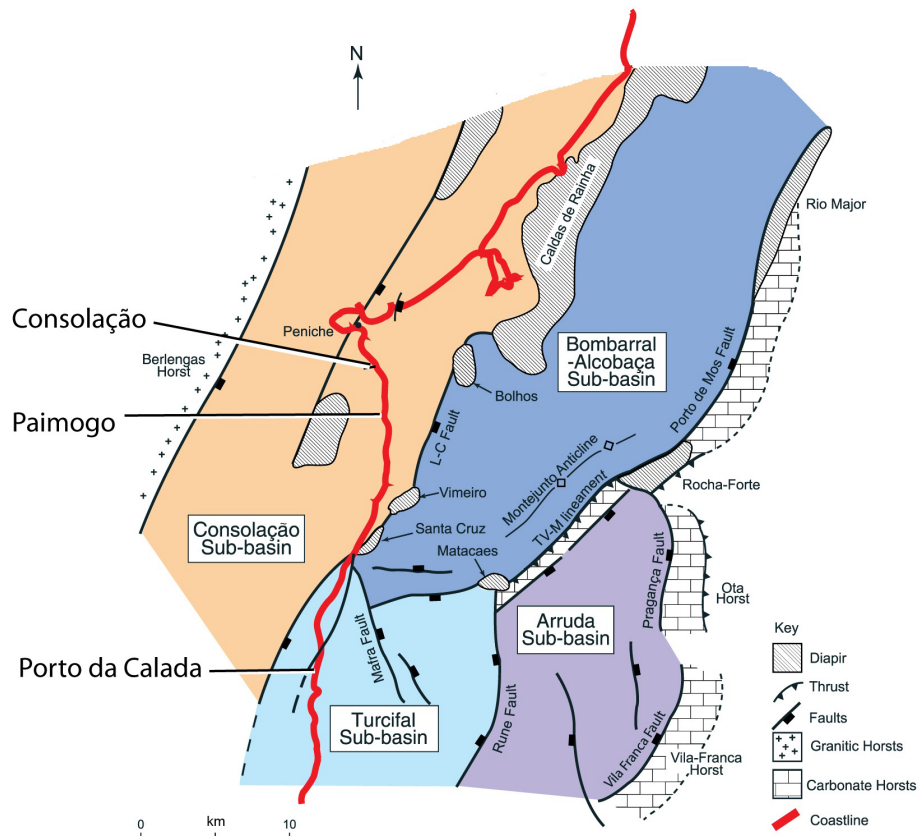 N
Caldas de Rainha
Rio Major
Consolação
Peniche
Berlengas
Horst
Bombarral
-Alcobaça
Sub-basin
Porto de Mos Fault
Bolhos
Paimogo
L-C Fault
Montejunto Anticline
TV-M lineament
Rocha-Forte
Vimeiro
Consolação
Sub-basin
Santa Cruz
Matacaes
Pragança Fault
Ota
Horst
Arruda
Sub-basin
Key
Diapir
Porto da Calada
Mafra Fault
Thrust
Faults
Turcifal
Sub-basin
Rune Fault
Vila Franca Fault
Vila-Franca
Horst
Granitic Horsts
Carbonate Horsts
Coastline
0 km 10